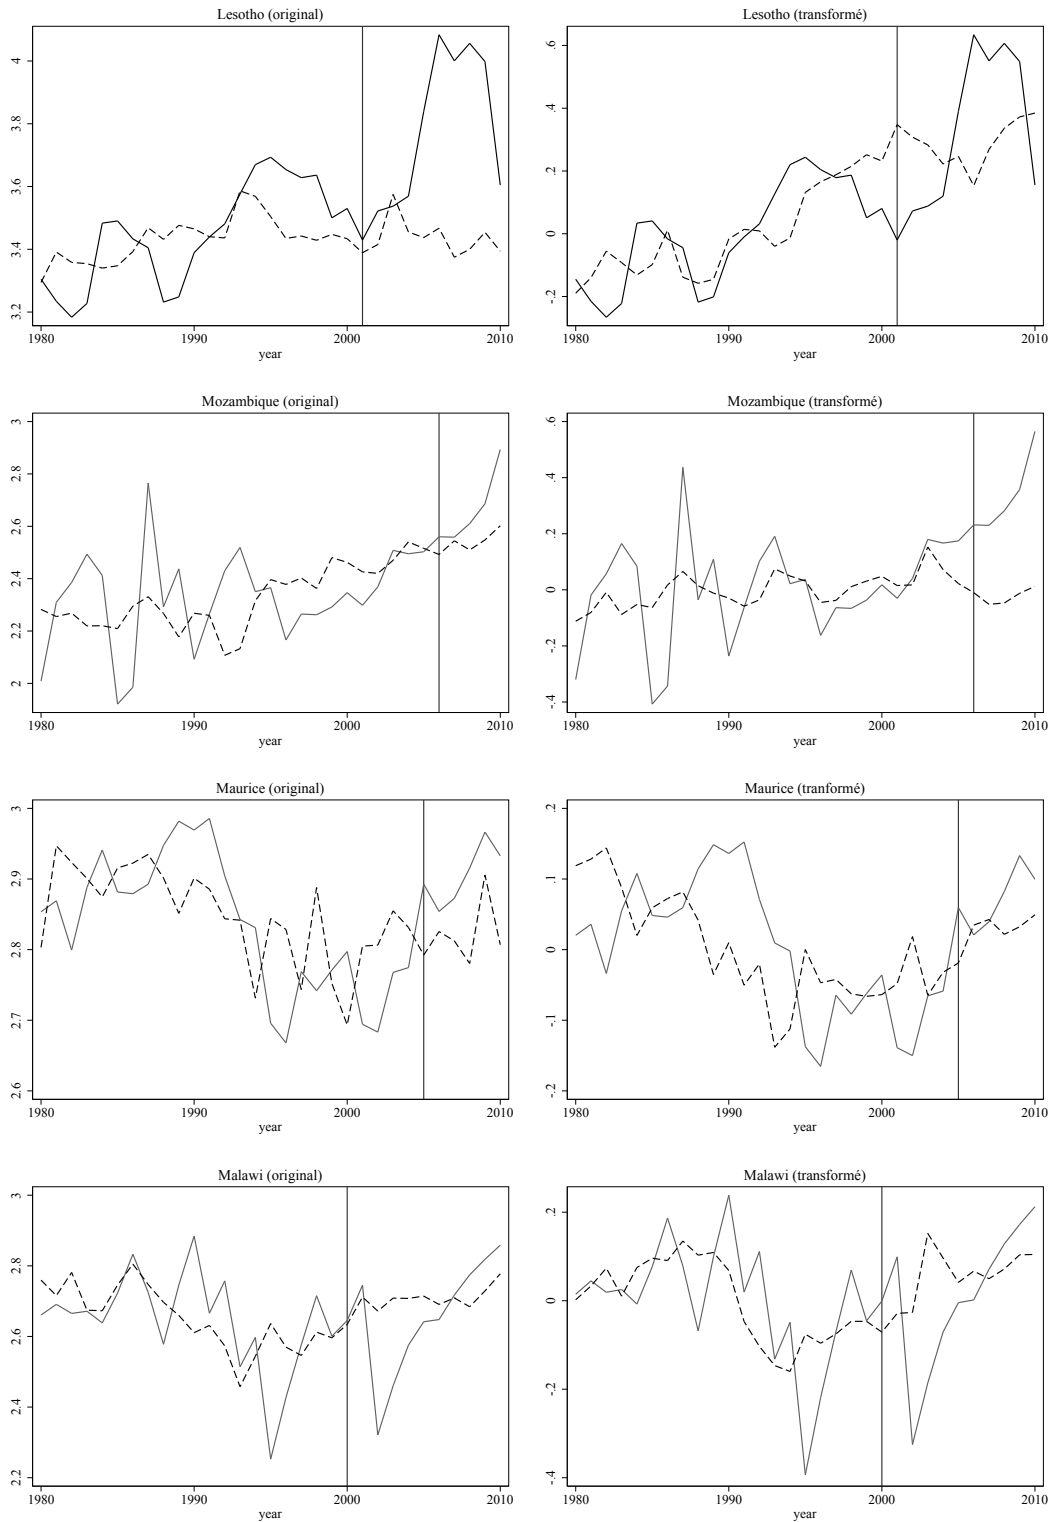 Lesotho (original)
4
3.8
3.6
3.4
3.2
1980 1990 2000 2010
year
Lesotho (transformé)
.6
.4
.2
0
-.2
1980 1990 2000 2010
year
Mozambique (original)
3
2.8
2.6
2.4
2.2
2
1980 1990 2000 2010
year
Mozambique (transformé)
.6
.4
.2
0
-.2
-.4
1980 1990 2000 2010
year
Maurice (original)
3
2.9
2.8
2.7
2.6
1980 1990 2000 2010
year
Maurice (tranformé)
.2
.1
0
-.1
-.2
1980 1990 2000 2010
year
Malawi (original)
3
2.8
2.6
2.4
2.2
1980 1990 2000 2010
year
Malawi (transformé)
.2
0
-.2
-.4
1980 1990 2000 2010
year